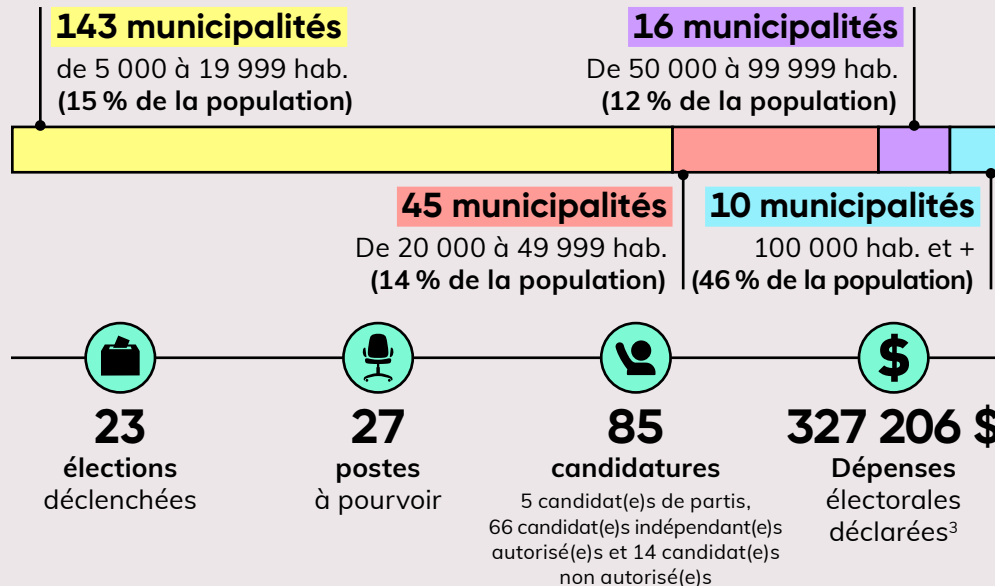 143 municipalités
de 5 000 à 19 999 hab.
(15 % de la population)
16 municipalités
De 50 000 à 99 999 hab.
(12 % de la population)
45 municipalités
De 20 000 à 49 999 hab.
(14 % de la population)
10 municipalités
100 000 hab. et +
(46 % de la population)
23
élections
déclenchées
27
postes
à pourvoir
85
candidatures
5 candidat(e)s de partis,
66 candidat(e)s indépendant(e)s
autorisé(e)s et 14 candidat(e)s
non autorisé(e)s
$
327 206 $
Dépenses
électorales
déclarées³